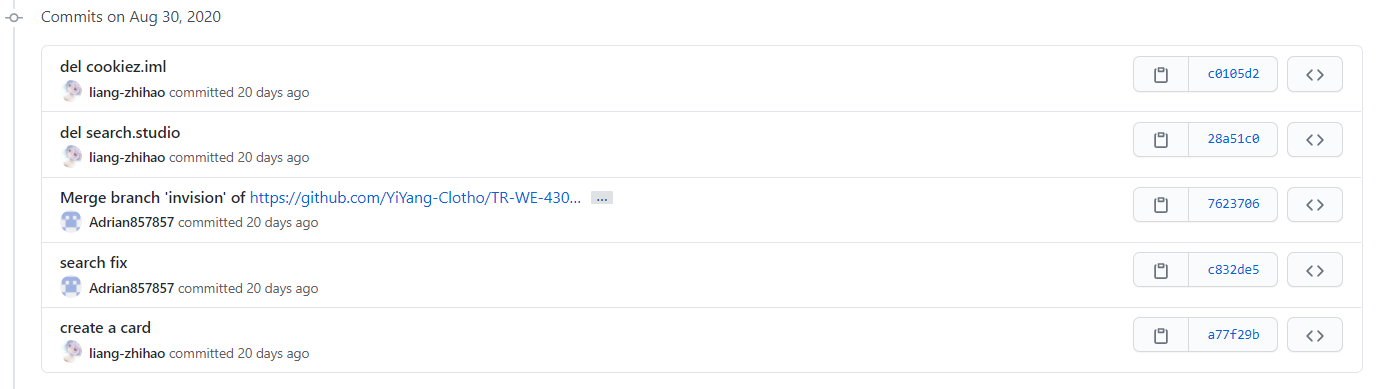 Commits on Aug 30, 2020
del cookiez.iml
liang-zhihao committed 20 days ago
c0105d2
del search.studio
liang-zhihao committed 20 days ago
28a51c0
Merge branch 'invision' of https://github.com/YiYang-Clotho/TR-WE-430... ...
Adrian857857 committed 20 days ago
7623706
search fix
Adrian857857 committed 20 days ago
c832de5
create a card
liang-zhihao committed 20 days ago
a77f29b